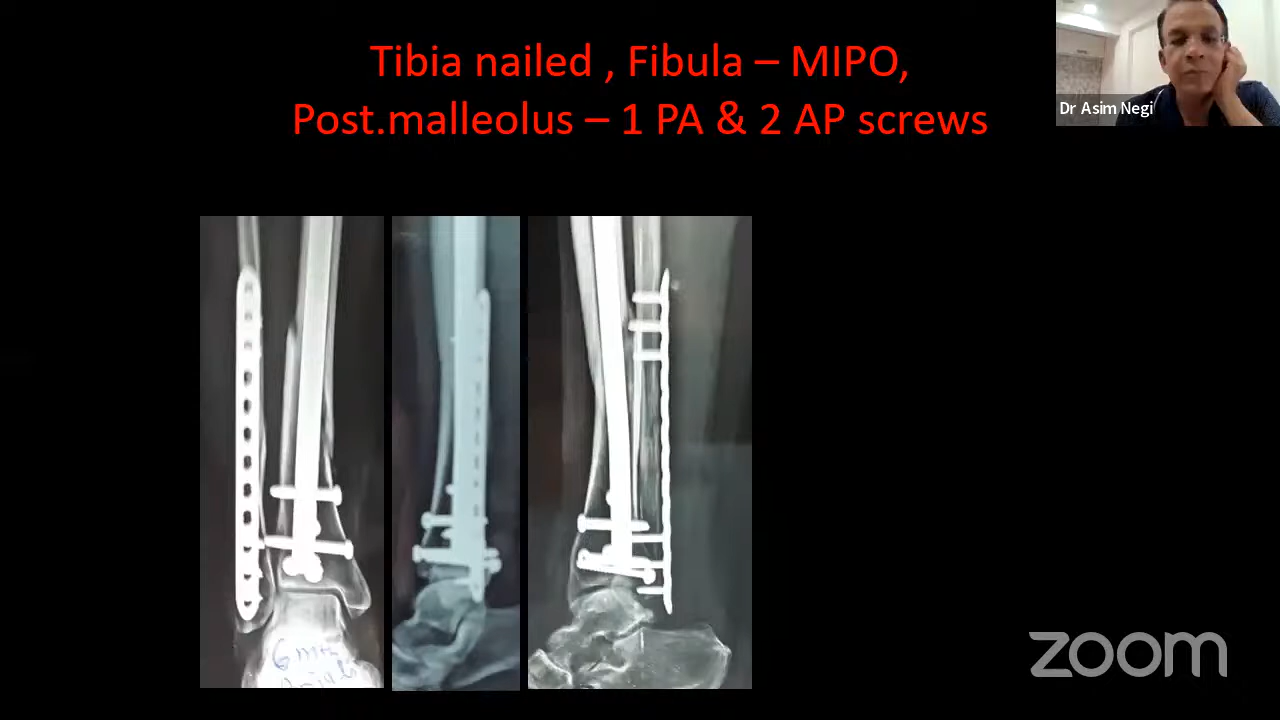 Tibia nailed , Fibula – MIPO,
Post.malleolus – 1 PA & 2 AP screws
Dr Asim Negi
zoom